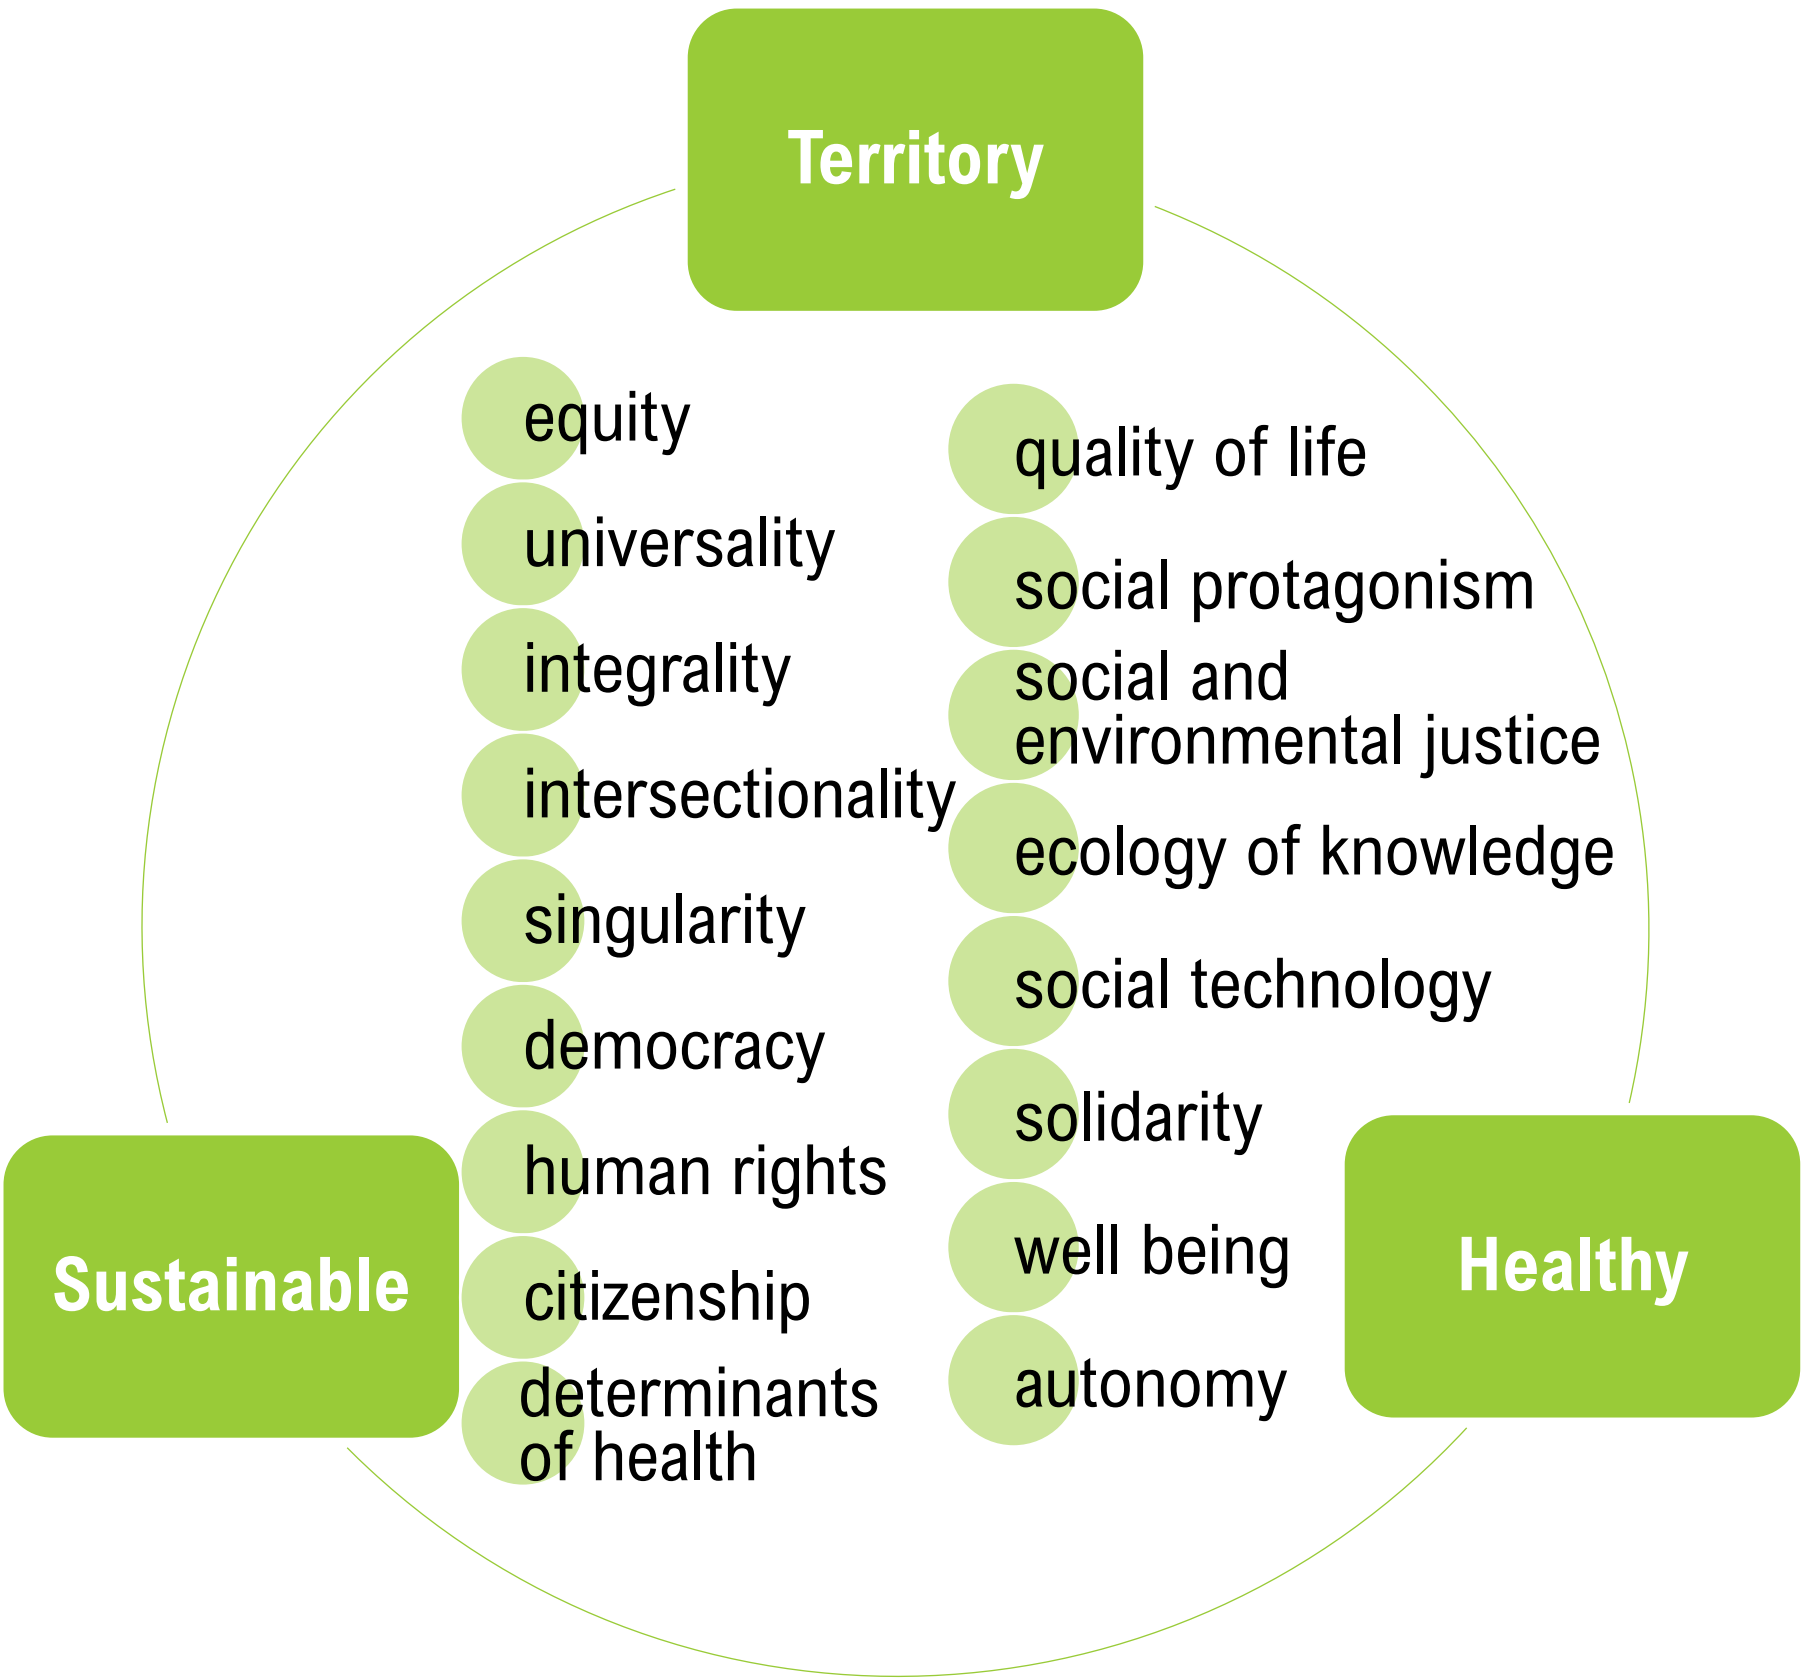 Territory
equity
universality
integrality
intersectionality
singularity
democracy
human rights
citizenship
determinants
of health
quality of life
social protagonism
social and
environmental justice
ecology of knowledge
social technology
solidarity
well being
autonomy
Sustainable
Healthy